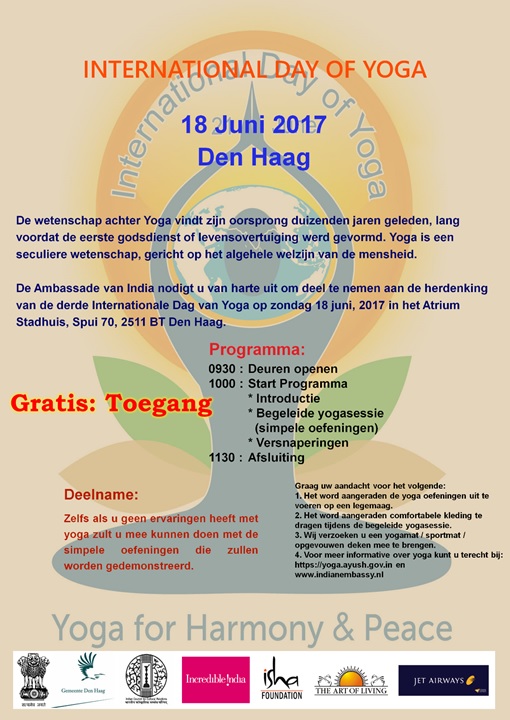 INTERNATIONAL DAY OF YOGA
International Day of Yoga
18 Juni 2017
Den Haag
De wetenschap achter Yoga vindt zijn oorsprong duizenden jaren geleden, lang
voordat de eerste godsdienst of levensovertuiging werd gevormd. Yoga is een
seculiere wetenschap, gericht op het algehele welzijn van de mensheid.
De Ambassade van India nodigt u van harte uit om deel te nemen aan de herdenking
van de derde Internationale Dag van Yoga op zondag 18 juni, 2017 in het Atrium
Stadhuis, Spui 70, 2511 BT Den Haag.
Programma:
0930 : Deuren openen
1000 : Start Programma
* Introductie
* Begeleide yogasessie
(simpele oefeningen)
* Versnaperingen
1130 : Afsluiting
Gratis: Toegang
Deelname:
Zelfs als u geen ervaringen heeft met
yoga zult u mee kunnen doen met de
simpele oefeningen die zullen
worden gedemonstreerd.
Graag uw aandacht voor het volgende:
1. Het word aangeraden de yoga oefeningen uit te
voeren op een legemaag.
2. Het word aangeraden comfortabele kleding te
dragen tijdens de begeleide yogasessie.
3. Wij verzoeken u een yogamat / sportmat /
opgevouwen deken mee te brengen.
4. Voor meer informative over yoga kunt u terecht bij:
https://yoga.ayush.gov.in en
www.indianembassy.nl
Yoga for Harmony & Peace
Gemeente Den Haag
Incredible !ndia
isha
FOUNDATION
THE ART OF LIVING
JET AIRWAYS